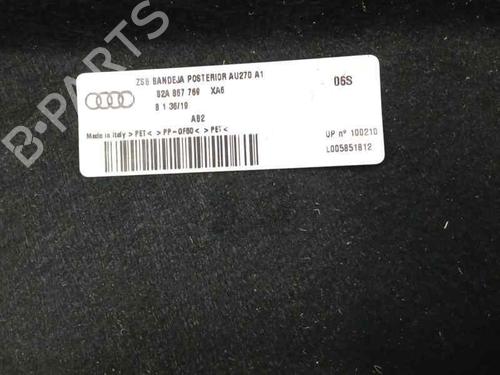 ZSB BANDEJA POSTERIOR AU270 A1
06S
82A 867 769 XA6
B 1 36/19
AB2
Made in Italy > PET < > PP-GF60 < > PET <
UP nº 100210
L005851812
B-PARTS